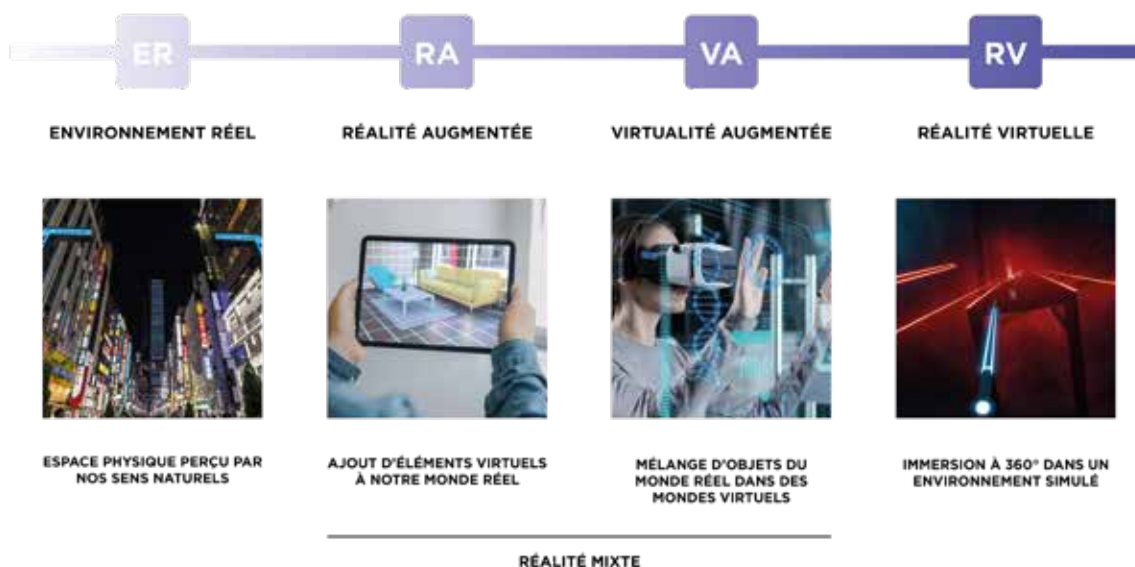 ER
RA
VA
RV
ENVIRONNEMENT RÉEL
RÉALITÉ AUGMENTÉE
VIRTUALITÉ AUGMENTÉE
RÉALITÉ VIRTUELLE
ESPACE PHYSIQUE PERÇU PAR
NOS SENS NATURELS
AJOUT D'ÉLÉMENTS VIRTUELS
À NOTRE MONDE RÉEL
MÉLANGE D'OBJETS DU
MONDE RÉEL DANS DES
MONDES VIRTUELS
IMMERSION À 360° DANS UN
ENVIRONNEMENT SIMULÉ
RÉALITÉ MIXTE